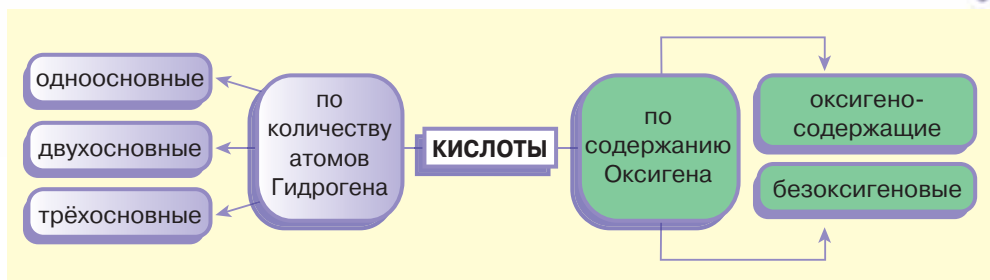 одноосновные
двухосновные
трёхосновные
по
количеству
атомов
Гидрогена
КИСЛОТЫ
по
содержанию
Оксигена
оксигено-
содержащие
безоксигеновые